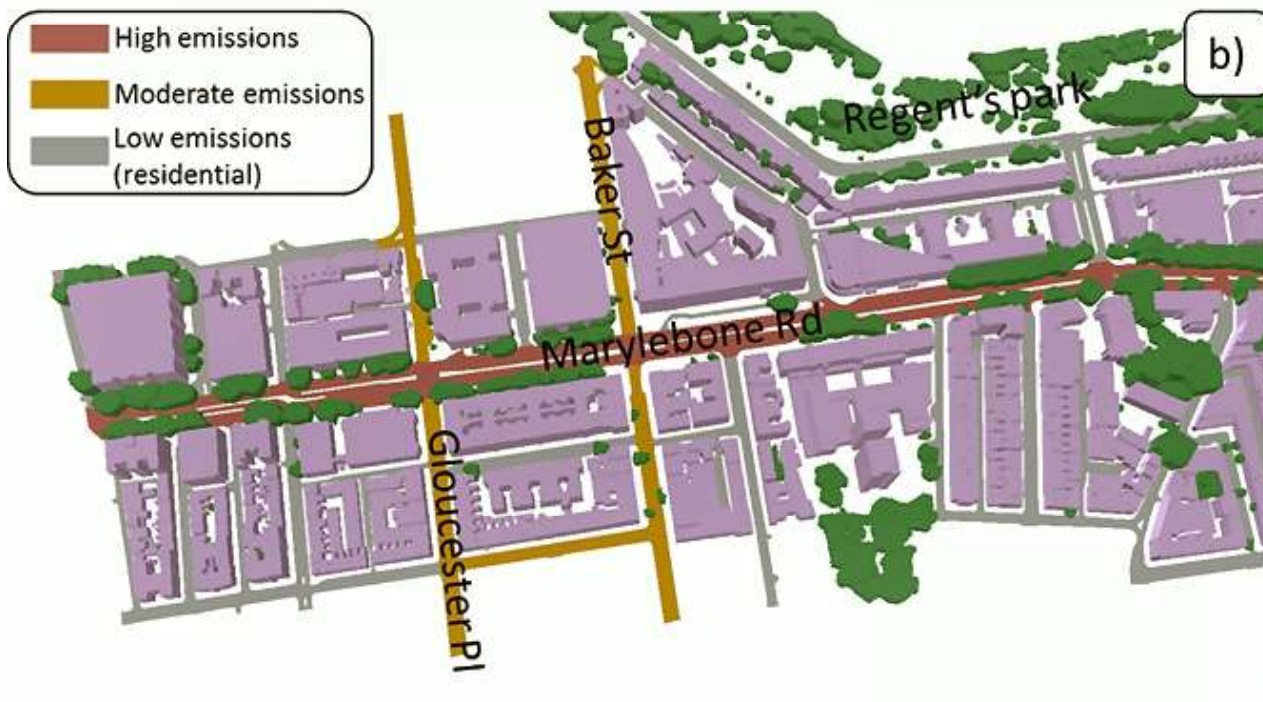 High emissions
Moderate emissions
Low emissions
(residential)
b)
Regent's park
Baker St
Marylebone Rd
Gloucester Pl